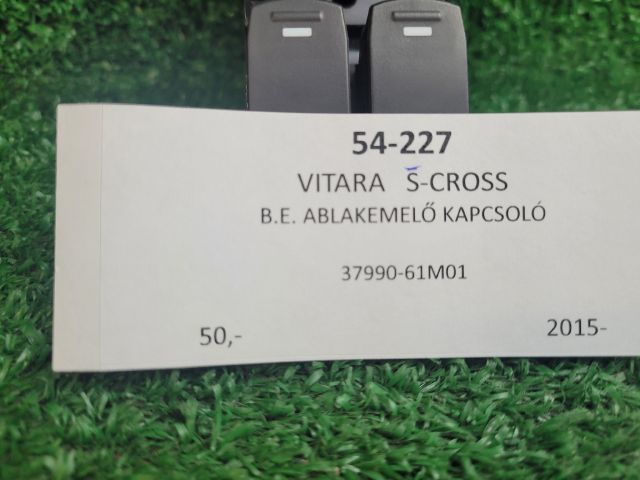 54-227
VITARA S-CROSS
B.E. ABLAKEMELŐ KAPCSOLÓ
37990-61M01
50,-
2015-